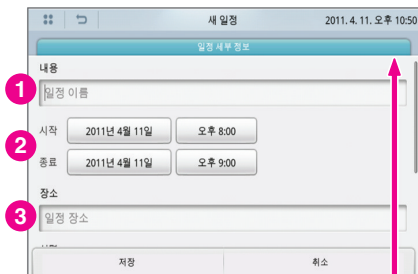 새 일정 2011. 4. 11. 오후 10:50
일정 세부 정보
내용
1 일정 이름
시작 2011년 4월 11일 오후 8:00
2
종료 2011년 4월 11일 오후 9:00
장소
3 일정 장소
저장 취소